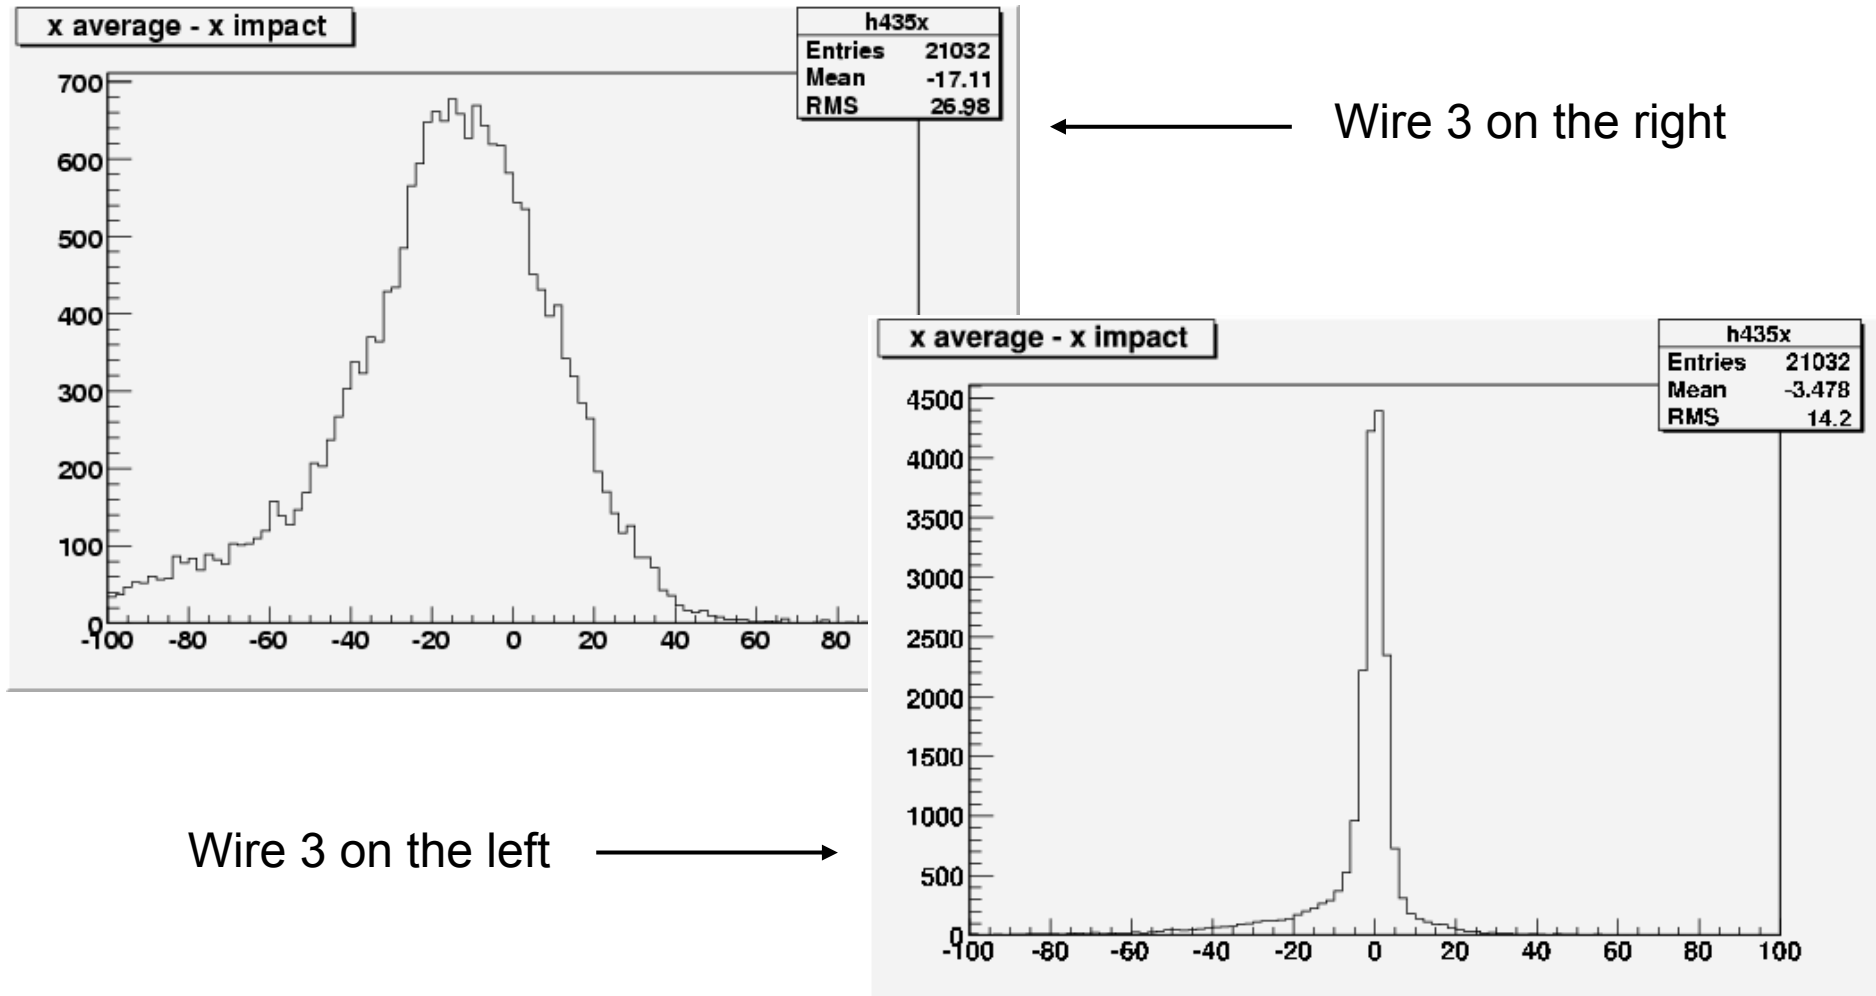 x average - x impact
h435x
Entries 21032
Mean -17.11
RMS 26.98
700
600
500
400
300
200
100
0
-100 -80 -60 -40 -20 0 20 40 60 80
Wire 3 on the right
x average - x impact
h435x
Entries 21032
Mean -3.478
RMS 14.2
4500
4000
3500
3000
2500
2000
1500
1000
500
0
-100 -80 -60 -40 -20 0 20 40 60 80 100
Wire 3 on the left